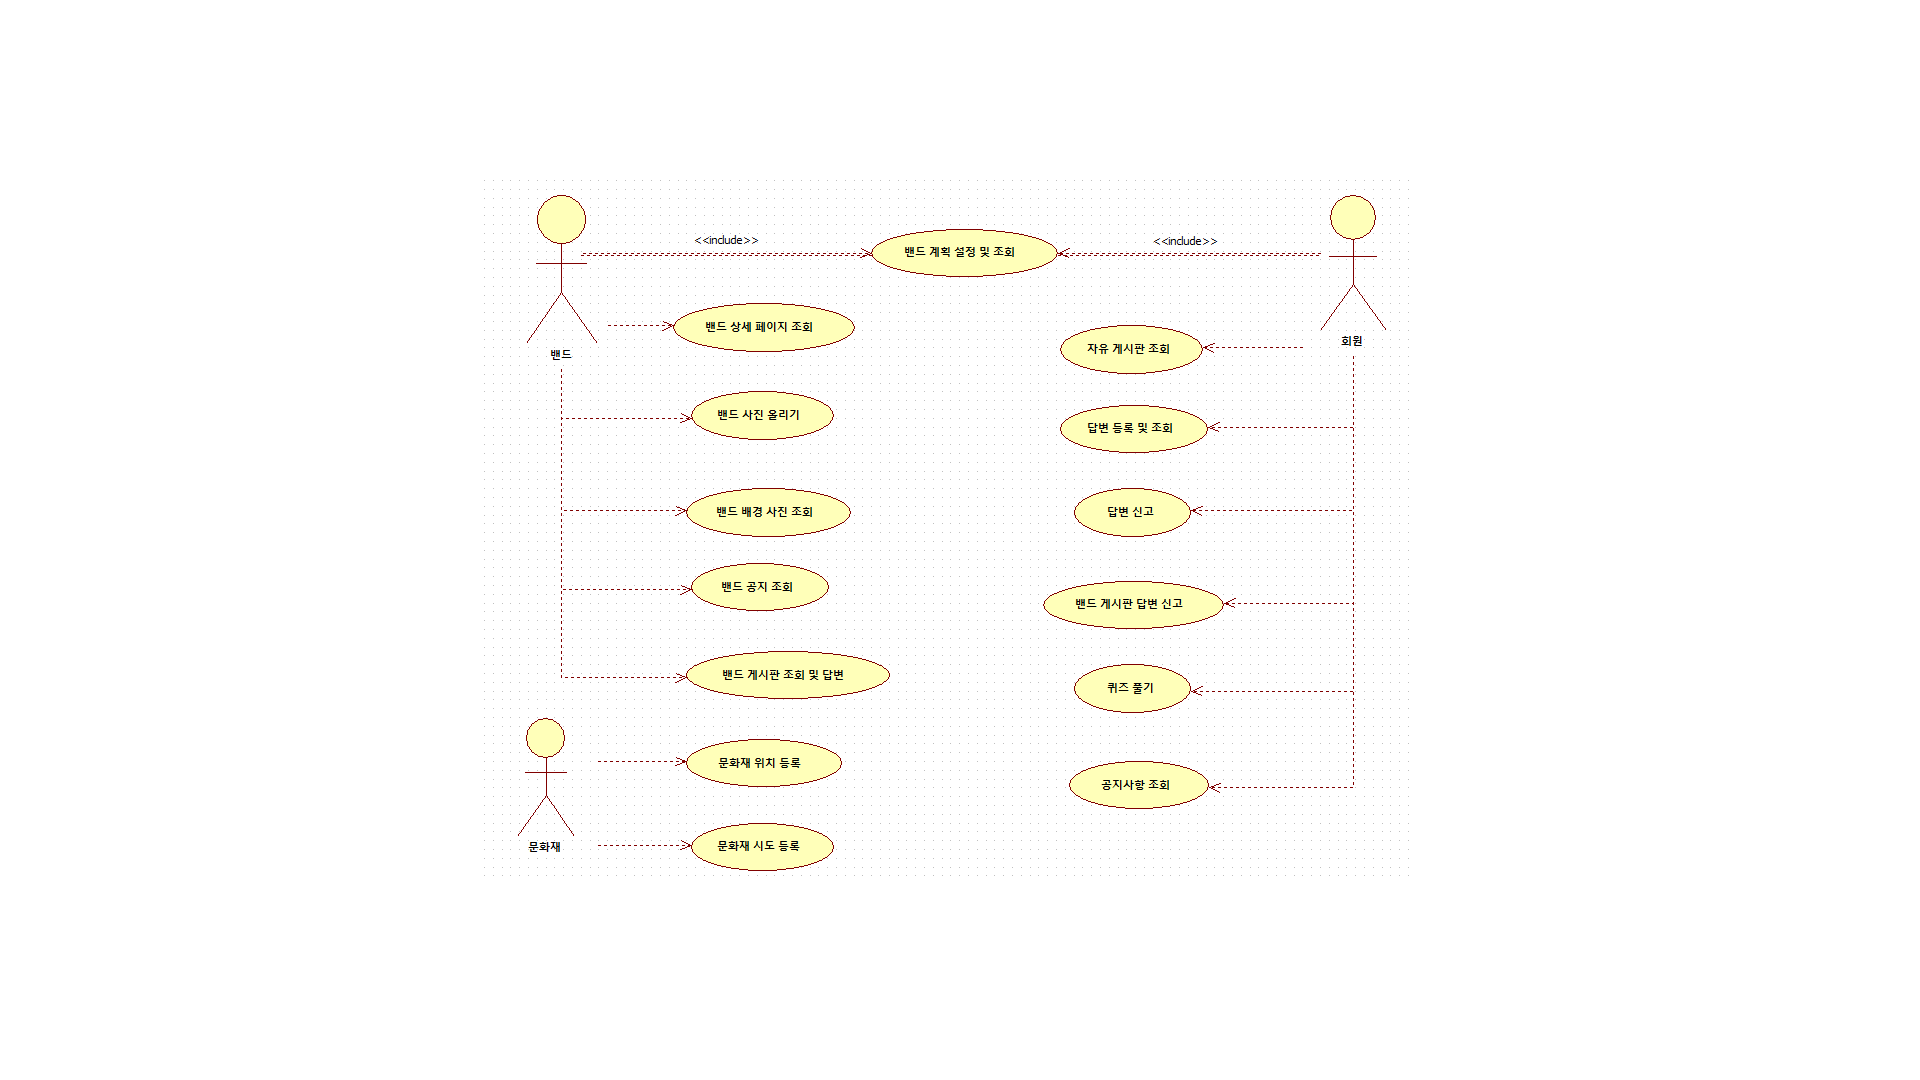 <<include>>
<<include>>
밴드 계획 설정 및 조회
밴드 상세 페이지 조회
자유 게시판 조회
회원
밴드
밴드 사진 올리기
답변 등록 및 조회
밴드 배경 사진 조회
답변 신고
밴드 공지 조회
밴드 게시판 답변 신고
밴드 게시판 조회 및 답변
퀴즈 풀기
문화재 위치 등록
공지사항 조회
문화재
문화재 시도 등록